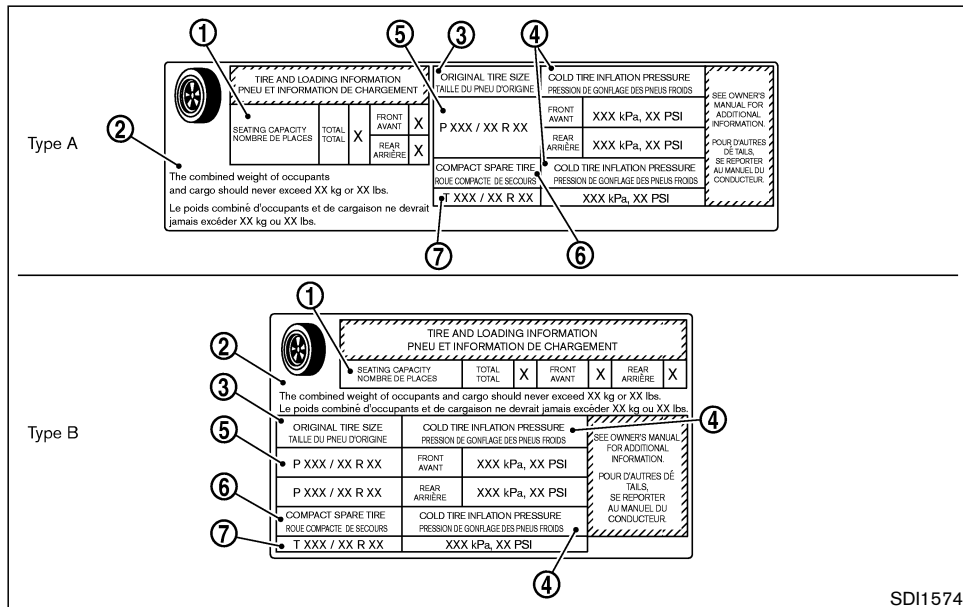 Type A
①
⑤
③
④
②
TIRE AND LOADING INFORMATION
PNEU ET INFORMATION DE CHARGEMENT
SEATING CAPACITY
NOMBRE DE PLACES
TOTAL
TOTAL
X
FRONT
AVANT
X
REAR
ARRIÈRE
X
The combined weight of occupants
and cargo should never exceed XX kg or XX lbs.
Le poids combiné d'occupants et de cargaison ne devrait
jamais excéder XX kg ou XX lbs.
ORIGINAL TIRE SIZE
TAILLE DU PNEU D'ORIGINE
COLD TIRE INFLATION PRESSURE
PRESSION DE GONFLAGE DES PNEUS FROIDS
P XXX / XX R XX
FRONT
AVANT
XXX kPa, XX PSI
REAR
ARRIÈRE
XXX kPa, XX PSI
COMPACT SPARE TIRE
ROUE COMPACTE DE SECOURS
COLD TIRE INFLATION PRESSURE
PRESSION DE GONFLAGE DES PNEUS FROIDS
T XXX / XX R XX
XXX kPa, XX PSI
SEE OWNER'S
MANUAL FOR
ADDITIONAL
INFORMATION.
POUR D'AUTRES
DÉ TAILS,
SE REPORTER
AU MANUEL DU
CONDUCTEUR.
⑦
⑥
Type B
①
②
③
⑤
⑥
⑦
④
④
TIRE AND LOADING INFORMATION
PNEU ET INFORMATION DE CHARGEMENT
SEATING CAPACITY
NOMBRE DE PLACES
TOTAL
TOTAL
X
FRONT
AVANT
X
REAR
ARRIÈRE
X
The combined weight of occupants and cargo should never exceed XX kg or XX lbs.
Le poids combiné d'occupants et de cargaison ne devrait jamais excéder XX kg ou XX lbs.
ORIGINAL TIRE SIZE
TAILLE DU PNEU D'ORIGINE
COLD TIRE INFLATION PRESSURE
PRESSION DE GONFLAGE DES PNEUS FROIDS
P XXX / XX R XX
FRONT
AVANT
XXX kPa, XX PSI
P XXX / XX R XX
REAR
ARRIÈRE
XXX kPa, XX PSI
COMPACT SPARE TIRE
ROUE COMPACTE DE SECOURS
COLD TIRE INFLATION PRESSURE
PRESSION DE GONFLAGE DES PNEUS FROIDS
T XXX / XX R XX
XXX kPa, XX PSI
SEE OWNER'S MANUAL
FOR ADDITIONAL
INFORMATION.
POUR D'AUTRES DÉ
TAILS,
SE REPORTER
AU MANUEL DU
CONDUCTEUR.
SDI1574